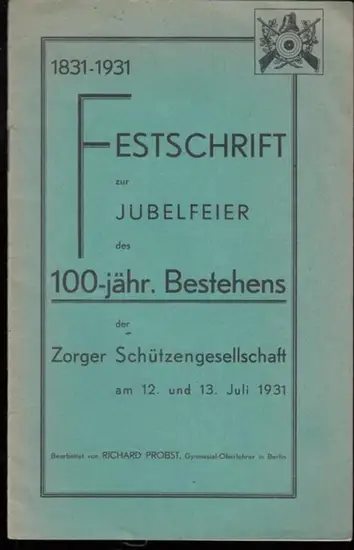 1831-1931
FESTSCHRIFT
zur
JUBELFEIER
des
100-jähr. Bestehens
der
Zorger Schützengesellschaft
am 12. und 13. Juli 1931
Bearbeitet von RICHARD PROBST, Gymnasial-Oberlehrer in Berlin